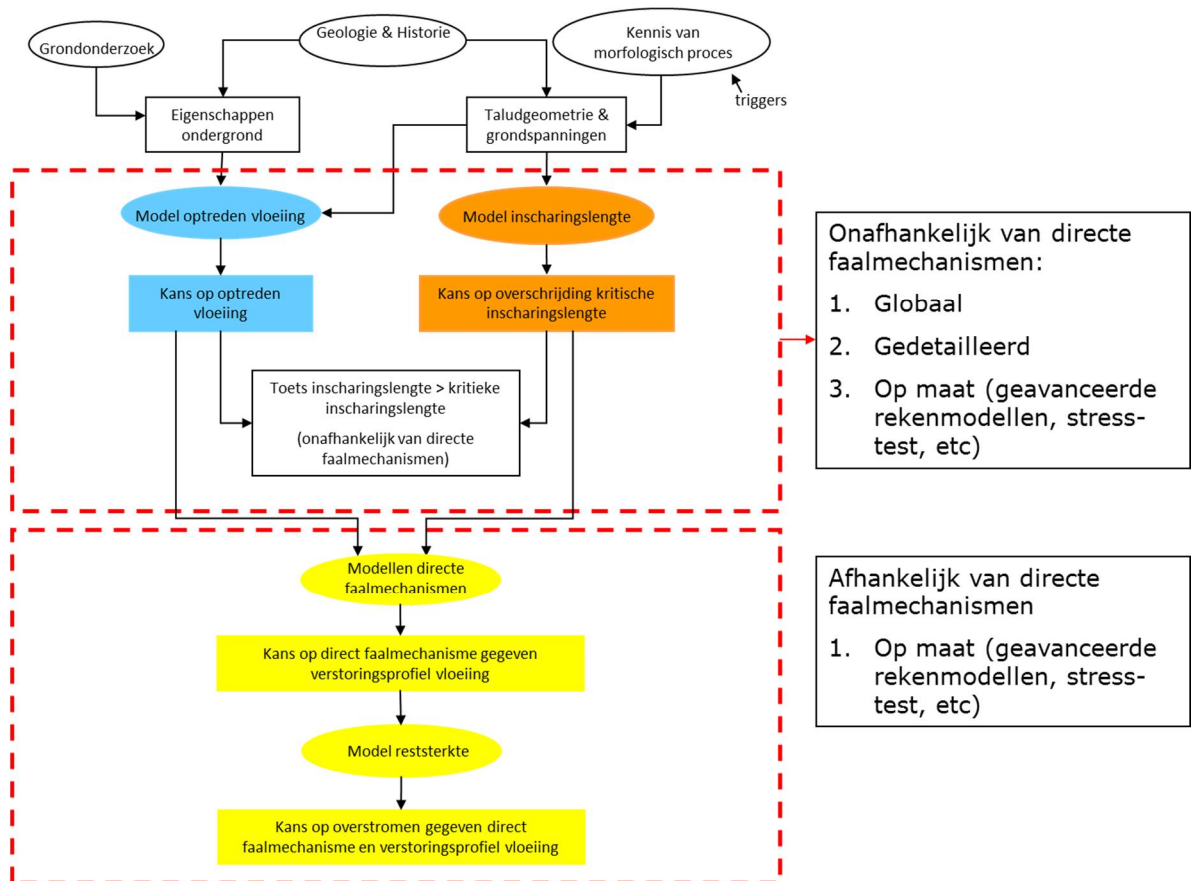 Grondonderzoek
Geologie & Historie
Kennis van
morfologisch proces
triggers
Eigenschappen
ondergrond
Taludgeometrie &
grondspanningen
Model optreden vloeiing
Model inscharingslengte
Kans op optreden
vloeiing
Kans op overschrijding kritische
inscharingslengte
Toets inscharingslengte > kritieke
inscharingslengte
(onafhankelijk van directe
faalmechanismen)
Onafhankelijk van directe
faalmechanismen:
1. Globaal
2. Gedetailleerd
3. Op maat (geavanceerde
rekenmodellen, stress-
test, etc)
Modellen directe
faalmechanismen
Kans op direct faalmechanisme gegeven
verstoringsprofiel vloeiing
Model reststerkte
Kans op overstromen gegeven direct
faalmechanisme en verstoringsprofiel vloeiing
Afhankelijk van directe
faalmechanismen
1. Op maat (geavanceerde
rekenmodellen, stress-
test, etc)